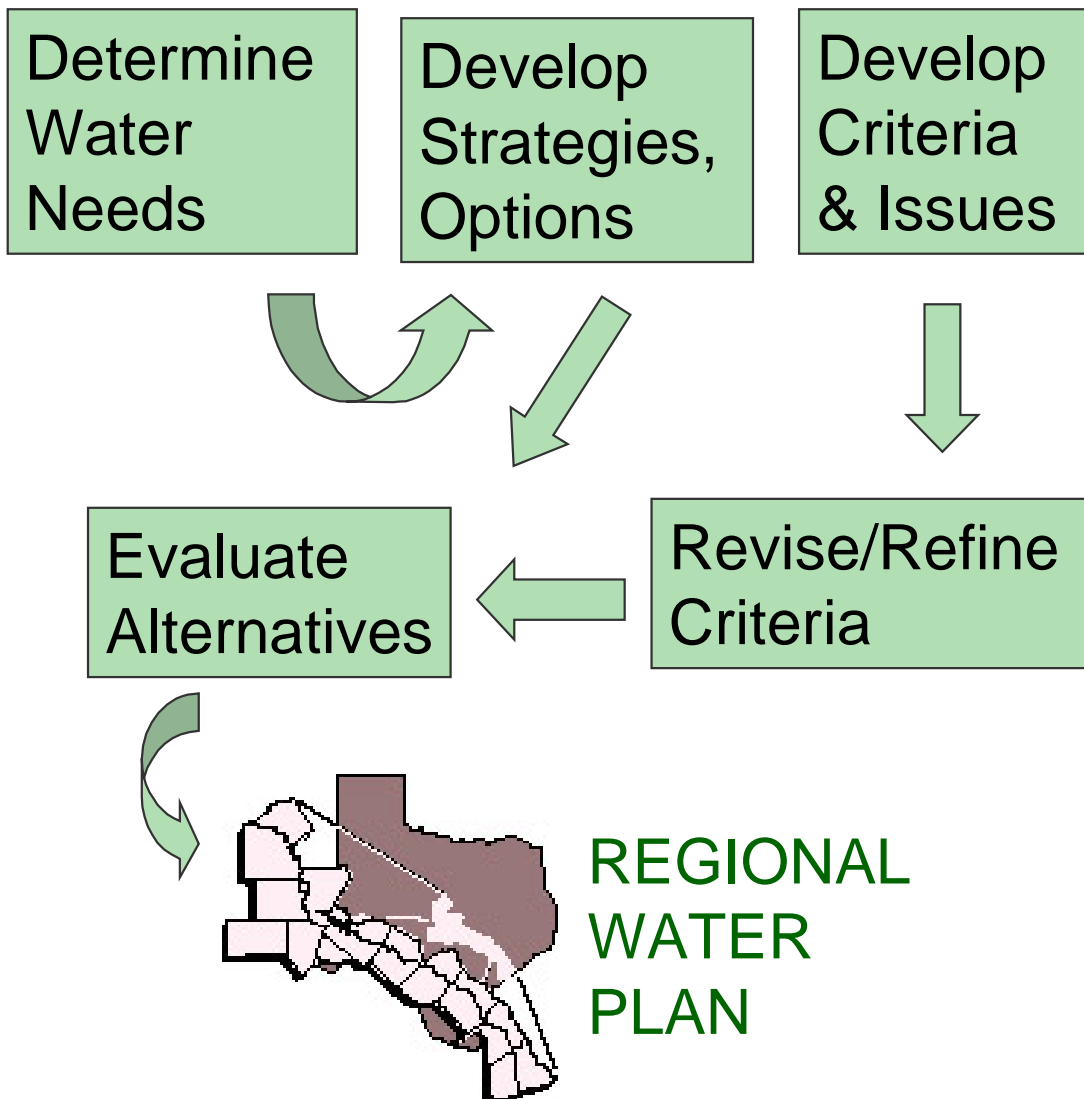 Determine
Water
Needs
Develop
Strategies,
Options
Develop
Criteria
& Issues
Evaluate
Alternatives
Revise/Refine
Criteria
REGIONAL
WATER
PLAN